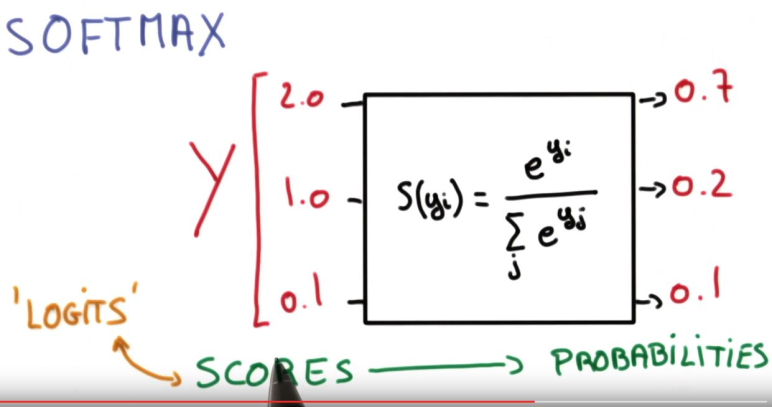 SOFTMAX
Y
2.0
1.0
0.1
S(yi) = e^yi / Σj e^yj
→ 0.7
→ 0.2
→ 0.1
'LOGITS'
SCORES → PROBABILITIES